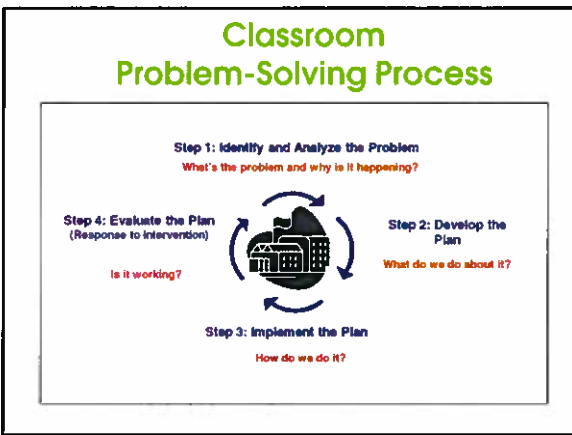 Classroom
Problem-Solving Process
Step 1: Identify and Analyze the Problem
What's the problem and why is it happening?
Step 2: Develop the
Plan
What do we do about it?
Step 3: Implement the Plan
How do we do it?
Step 4: Evaluate the Plan
(Response to Intervention)
Is it working?